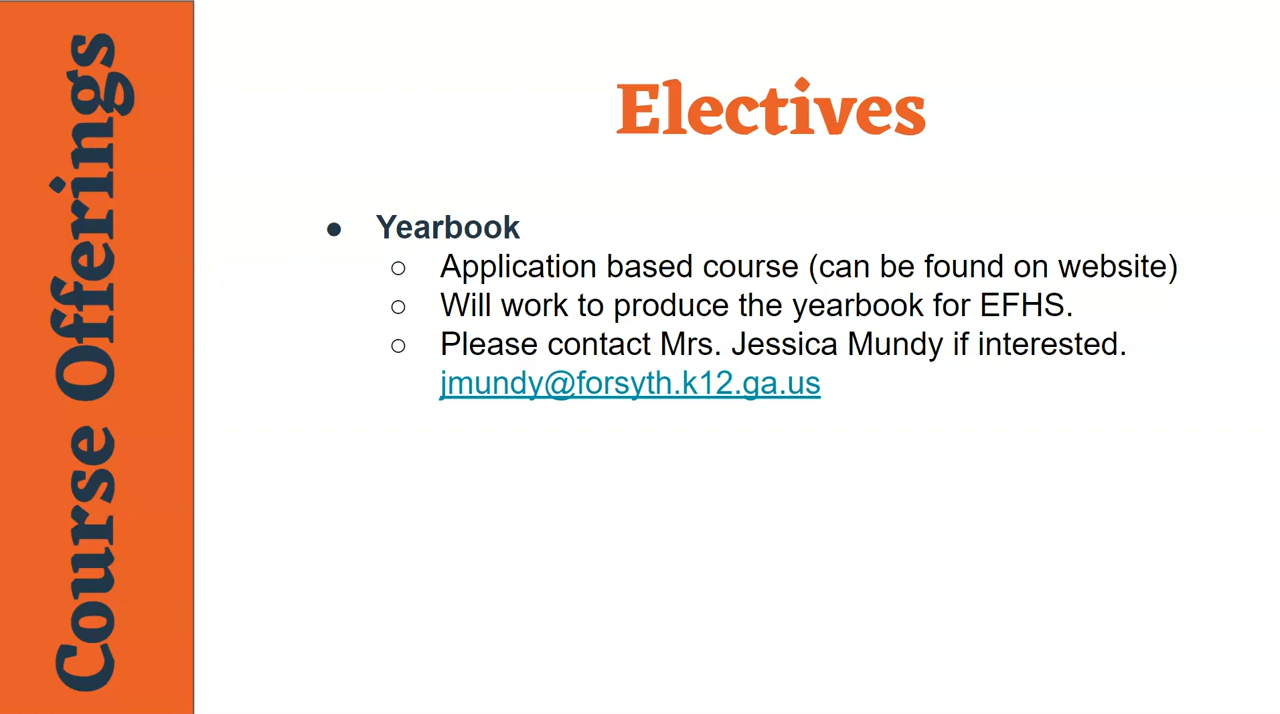 Course Offerings
Electives
● Yearbook
○ Application based course (can be found on website)
○ Will work to produce the yearbook for EFHS.
○ Please contact Mrs. Jessica Mundy if interested.
jmundy@forsyth.k12.ga.us